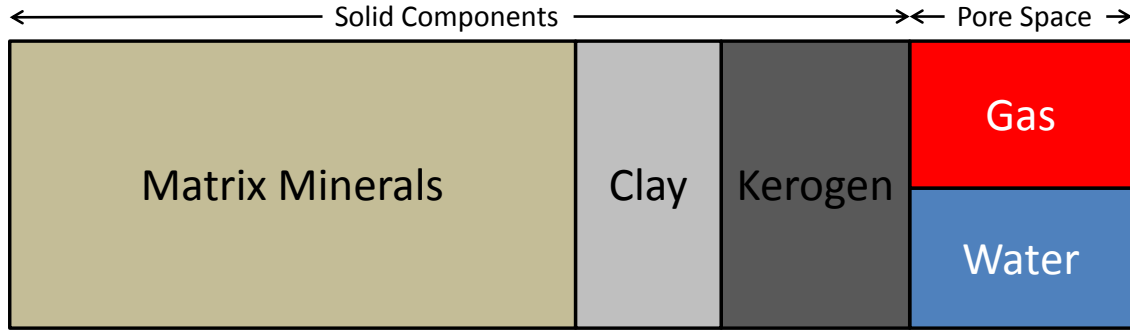 Solid Components
Pore Space
Matrix Minerals
Clay
Kerogen
Gas
Water